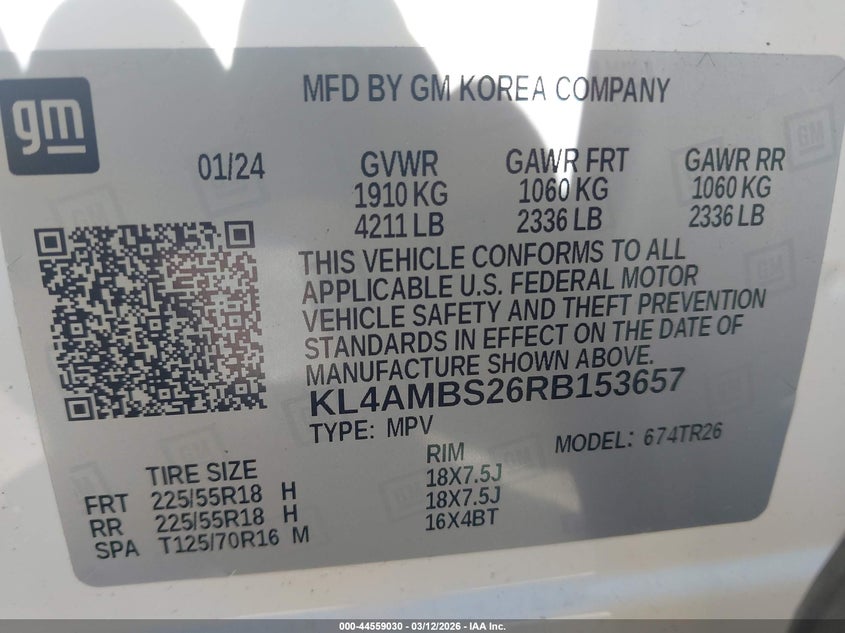 gm
MFD BY GM KOREA COMPANY
01/24
GVWR GAWR FRT GAWR RR
1910 KG 1060 KG 1060 KG
4211 LB 2336 LB 2336 LB
THIS VEHICLE CONFORMS TO ALL
APPLICABLE U.S. FEDERAL MOTOR
VEHICLE SAFETY AND THEFT PREVENTION
STANDARDS IN EFFECT ON THE DATE OF
MANUFACTURE SHOWN ABOVE.
KL4AMBS26RB153657
TYPE: MPV MODEL: 674TR26
TIRE SIZE RIM
FRT 225/55R18 H 18X7.5J
RR 225/55R18 H 18X7.5J
SPA T125/70R16 M 16X4BT
000-44559030 - 03/12/2026 - IAA Inc.